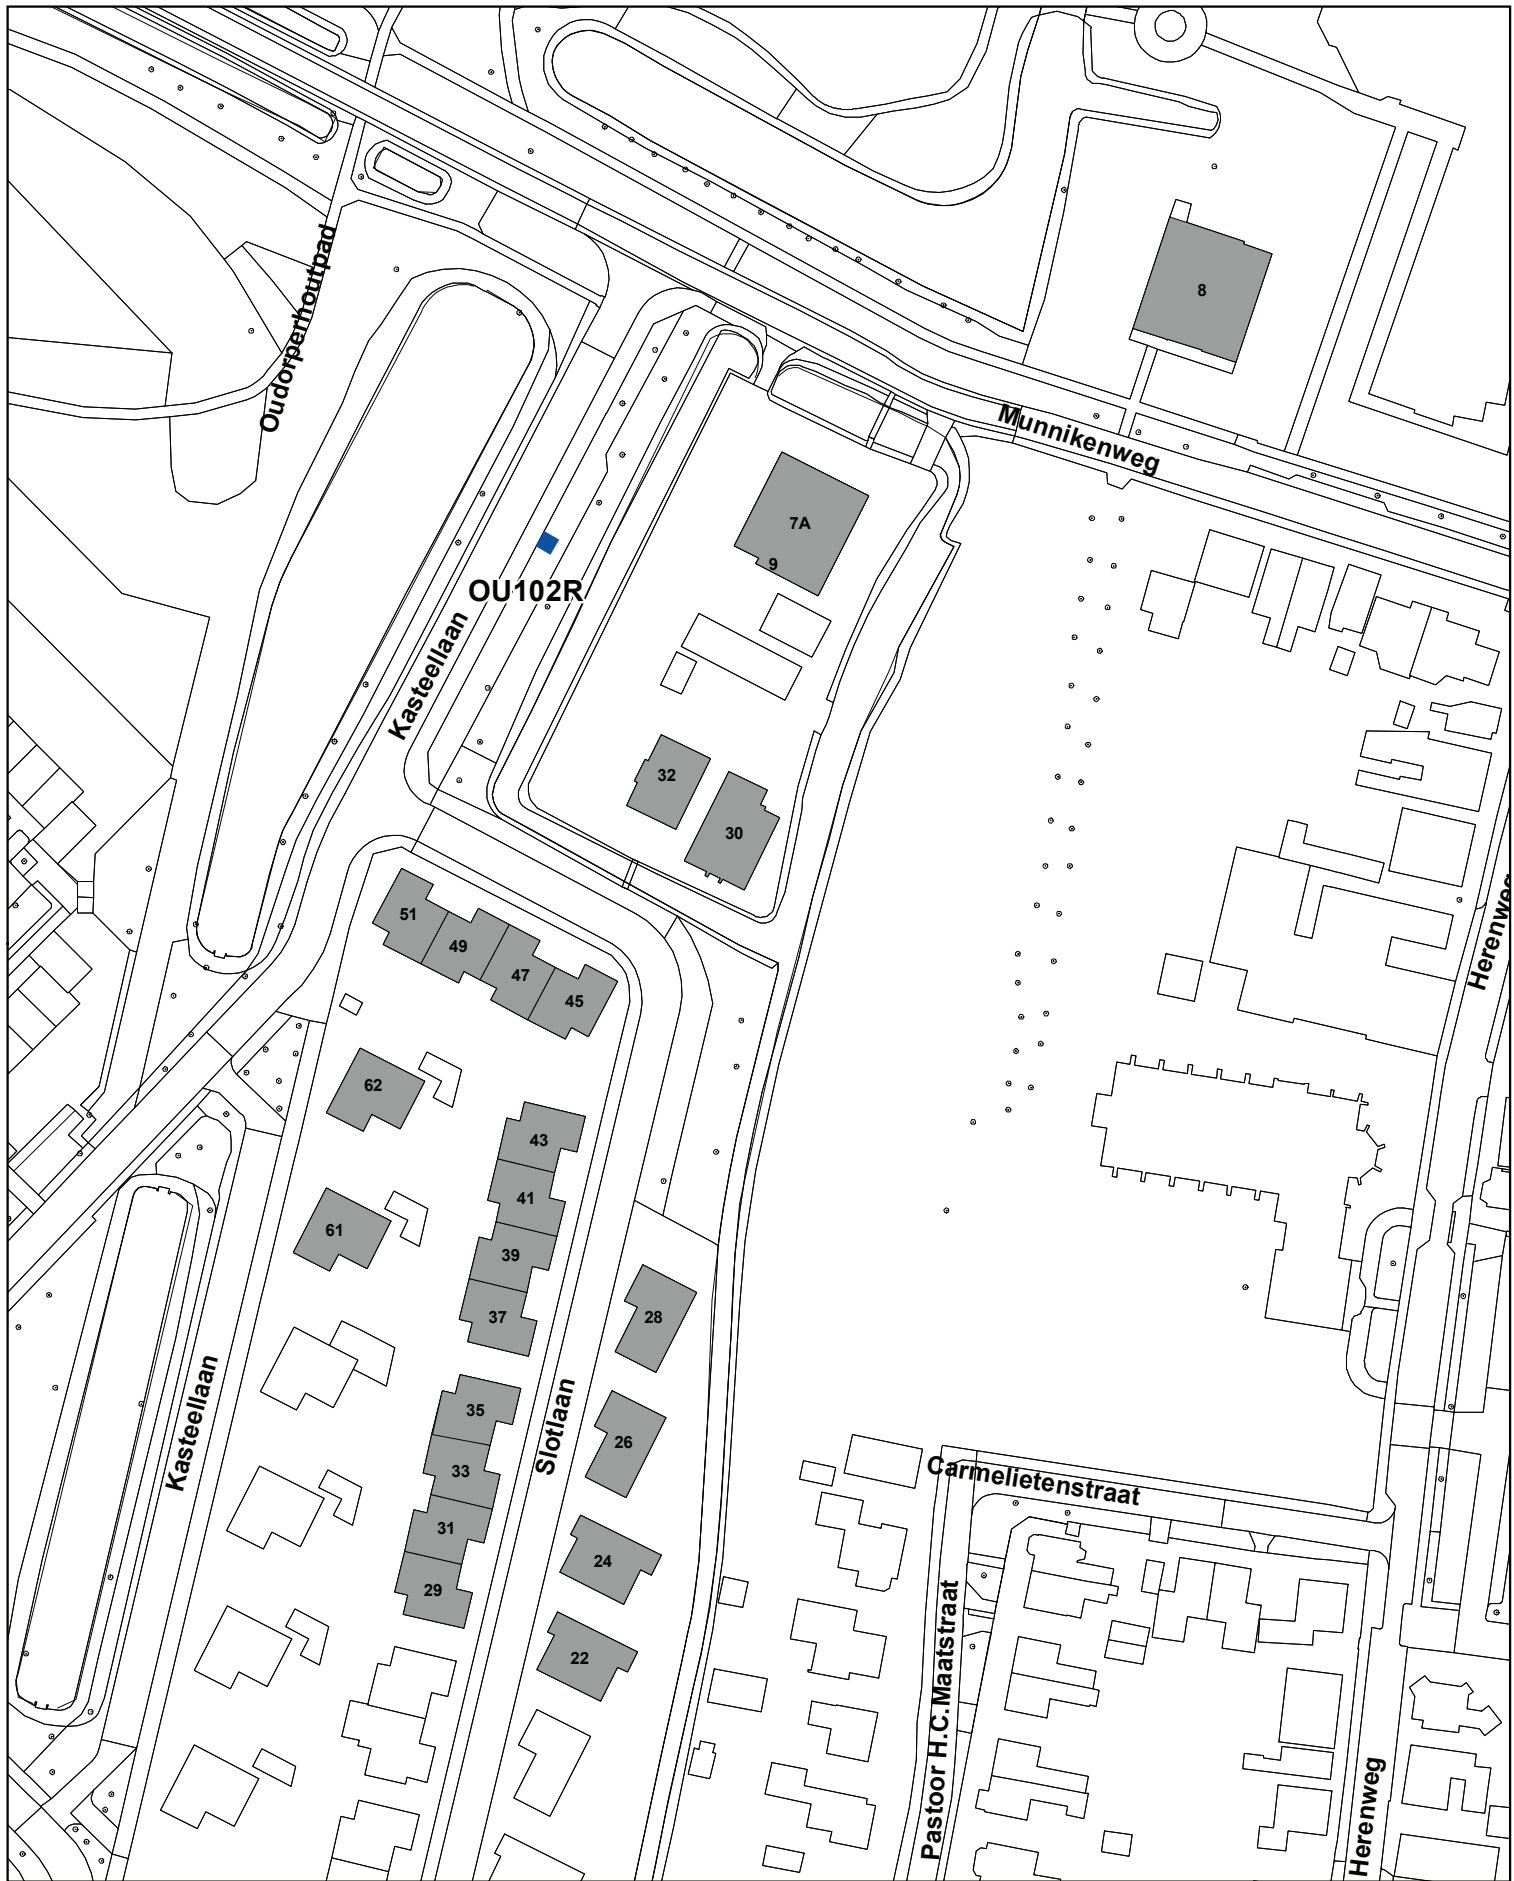 Oudorperhoutpad
8
Munnikenweg
7A
9
OU102R
Kasteellaan
32
30
51
49
47
45
Herenweg
62
43
41
61
39
37
28
Kasteellaan
35
Slotlaan
26
33
Carmelietenstraat
31
24
29
22
Pastoor H.C.Maatstraat
Herenweg